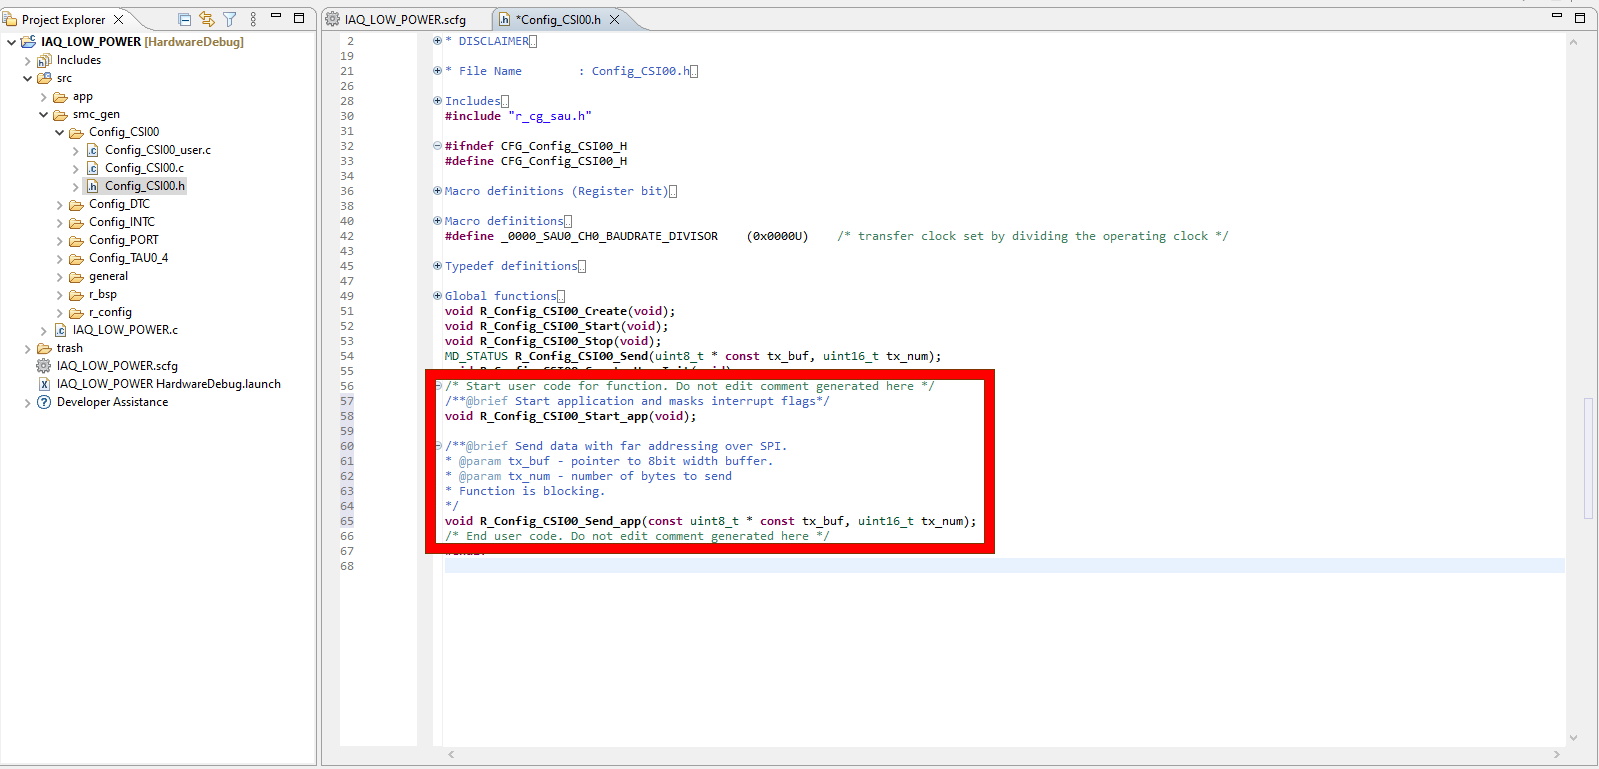 Project Explorer
IAQ_LOW_POWER [HardwareDebug]
Includes
src
app
smc_gen
Config_CSI00
Config_CSI00_user.c
Config_CSI00.c
Config_CSI00.h
Config_DTC
Config_INTC
Config_PORT
Config_TAU0_4
general
r_bsp
r_config
IAQ_LOW_POWER.c
trash
IAQ_LOW_POWER.scfg
IAQ_LOW_POWER HardwareDebug.launch
Developer Assistance
IAQ_LOW_POWER.scfg
*Config_CSI00.h
2 * DISCLAIMER
19
21 * File Name : Config_CSI00.h
26
28 Includes
30 #include "r_cg_sau.h"
31
32 #ifndef CFG_Config_CSI00_H
33 #define CFG_Config_CSI00_H
34
36 Macro definitions (Register bit)
38
40 Macro definitions
42 #define _0000_SAU0_CH0_BAUDRATE_DIVISOR (0x0000U) /* transfer clock set by dividing the operating clock */
43
45 Typedef definitions
47
49 Global functions
51 void R_Config_CSI00_Create(void);
52 void R_Config_CSI00_Start(void);
53 void R_Config_CSI00_Stop(void);
54 MD_STATUS R_Config_CSI00_Send(uint8_t * const tx_buf, uint16_t tx_num);
55
56 /* Start user code for function. Do not edit comment generated here */
57 /**@brief Start application and masks interrupt flags*/
58 void R_Config_CSI00_Start_app(void);
59
60 /**@brief Send data with far addressing over SPI.
61 * @param tx_buf - pointer to 8bit width buffer.
62 * @param tx_num - number of bytes to send
63 * Function is blocking.
64 */
65 void R_Config_CSI00_Send_app(const uint8_t * const tx_buf, uint16_t tx_num);
66 /* End user code. Do not edit comment generated here */
67
68